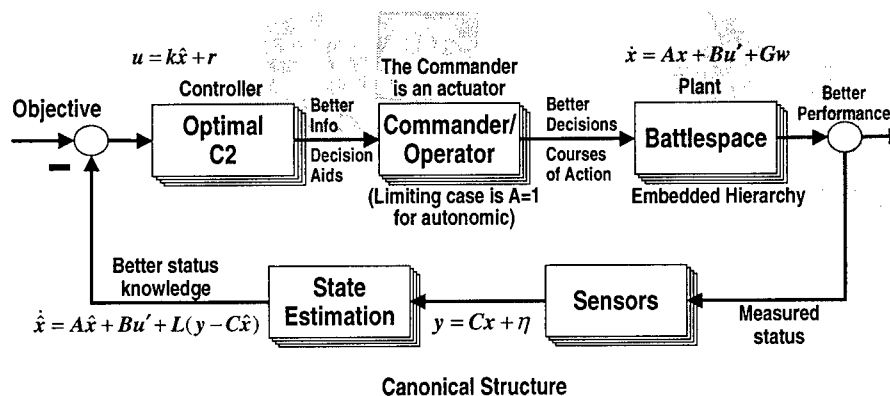 u = kx̂ + r
ẋ = Ax + Bu′ + Gw
The Commander
is an actuator
Controller
Plant
Better
Performance
Objective
Optimal
C2
Better
Info
Decision
Aids
Commander/
Operator
Better
Decisions
Courses
of Action
Battlespace
(Limiting case is A=1
for autonomic)
Embedded Hierarchy
Better status
knowledge
State
Estimation
Sensors
Measured
status
x̂̇ = Ax̂ + Bu′ + L(y − Cx̂)
y = Cx + η
Canonical Structure